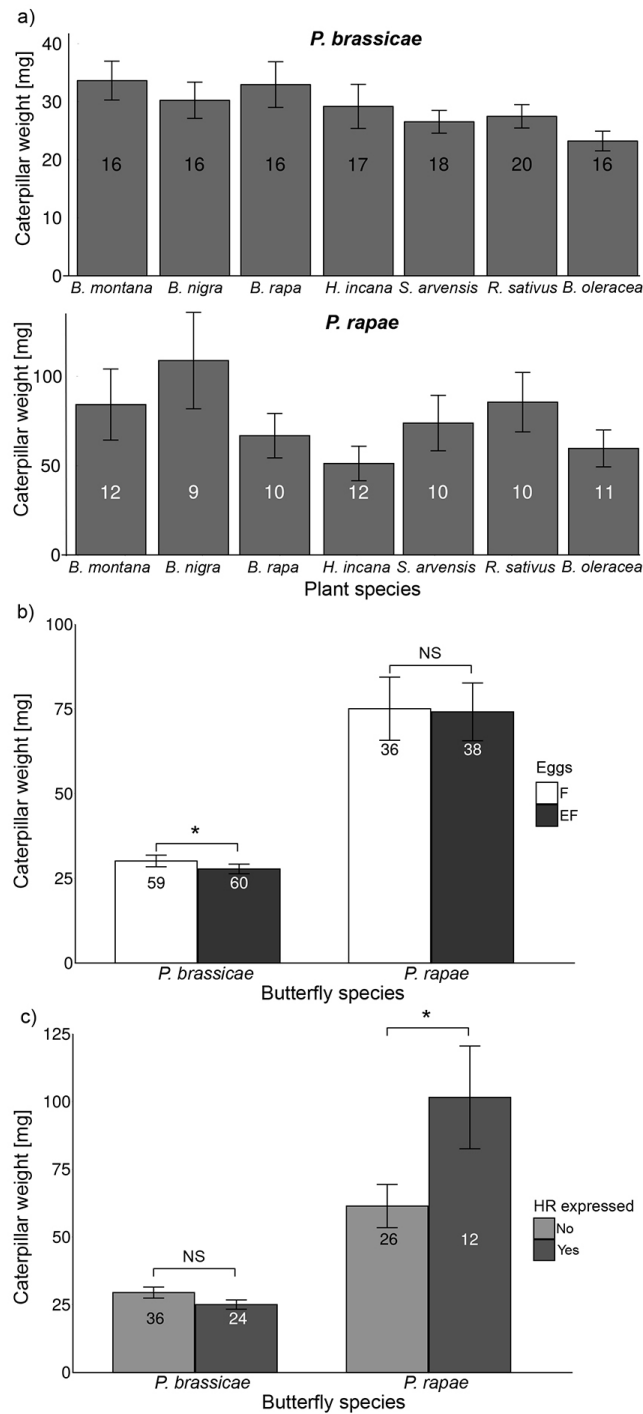 a)
P. brassicae
Caterpillar weight [mg]
40
30
20
10
0
16 16 16 17 18 20 16
B. montana B. nigra B. rapa H. incana S. arvensis R. sativus B. oleracea
P. rapae
Caterpillar weight [mg]
100
50
0
12 9 10 12 10 10 11
B. montana B. nigra B. rapa H. incana S. arvensis R. sativus B. oleracea
Plant species
b)
Caterpillar weight [mg]
100
75
50
25
0
NS
36 38
*
59 60
Eggs
F
EF
P. brassicae P. rapae
Butterfly species
c)
Caterpillar weight [mg]
125
100
75
50
25
0
*
26 12
NS
36 24
HR expressed
No
Yes
P. brassicae P. rapae
Butterfly species